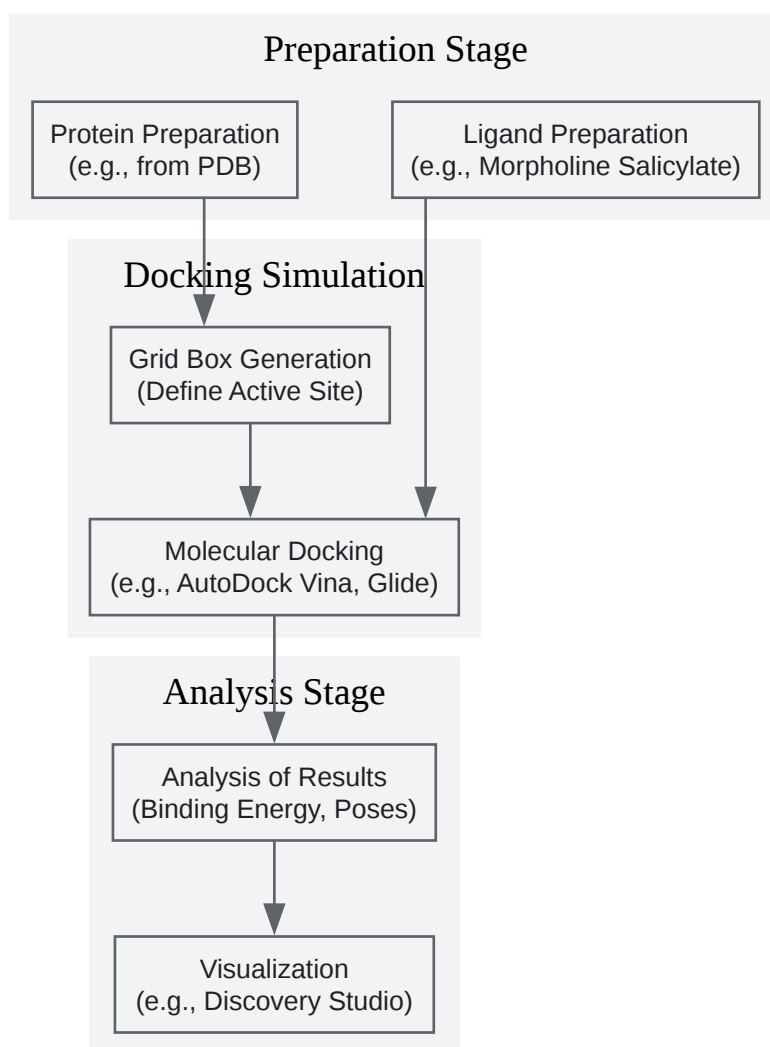 Preparation Stage
Protein Preparation
(e.g., from PDB)
Ligand Preparation
(e.g., Morpholine Salicylate)
Docking Simulation
Grid Box Generation
(Define Active Site)
Molecular Docking
(e.g., AutoDock Vina, Glide)
Analysis Stage
Analysis of Results
(Binding Energy, Poses)
Visualization
(e.g., Discovery Studio)